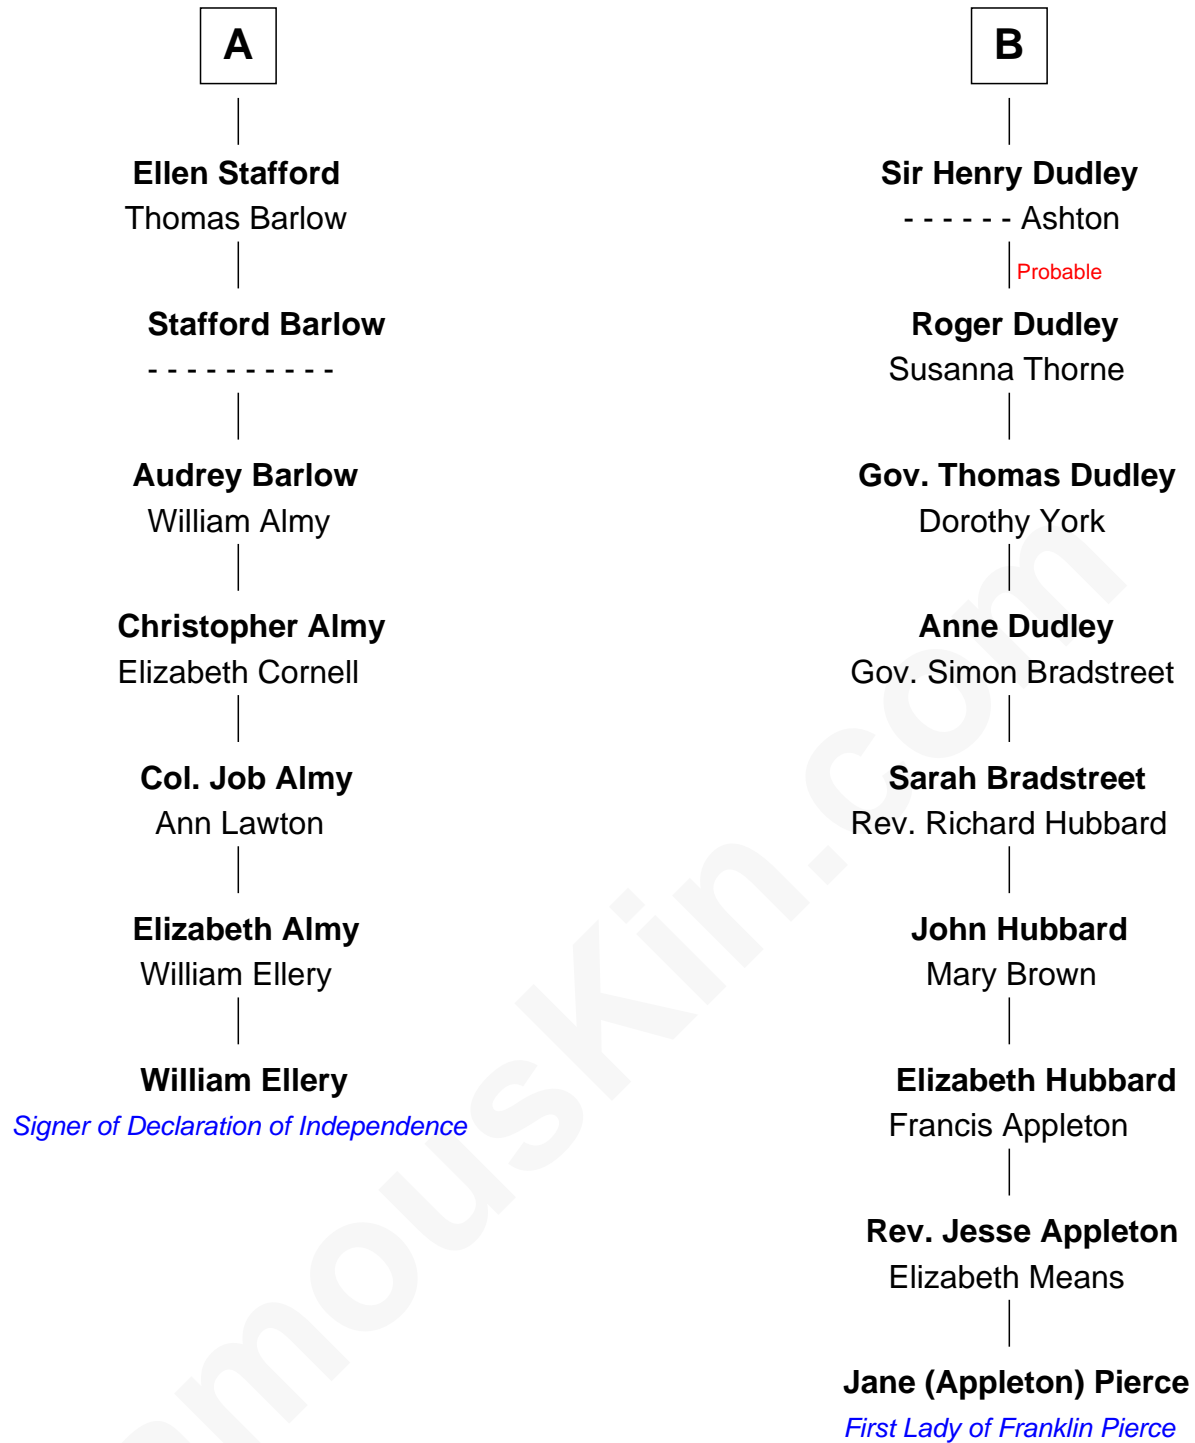 A
Ellen Stafford
Thomas Barlow
Stafford Barlow
- - - - - - - - - -
Audrey Barlow
William Almy
Christopher Almy
Elizabeth Cornell
Col. Job Almy
Ann Lawton
Elizabeth Almy
William Ellery
William Ellery
Signer of Declaration of Independence
B
Sir Henry Dudley
- - - - - - Ashton
Probable
Roger Dudley
Susanna Thorne
Gov. Thomas Dudley
Dorothy York
Anne Dudley
Gov. Simon Bradstreet
Sarah Bradstreet
Rev. Richard Hubbard
John Hubbard
Mary Brown
Elizabeth Hubbard
Francis Appleton
Rev. Jesse Appleton
Elizabeth Means
Jane (Appleton) Pierce
First Lady of Franklin Pierce
amouskin.com